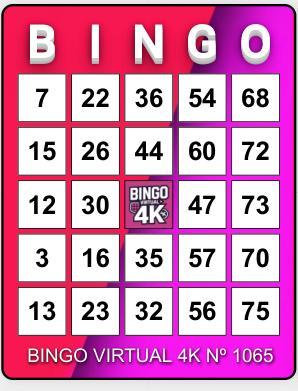 B I N G O
7 22 36 54 68
15 26 44 60 72
12 30 BINGO VIRTUAL 4K 47 73
3 16 35 57 70
13 23 32 56 75
BINGO VIRTUAL 4K Nº 1065